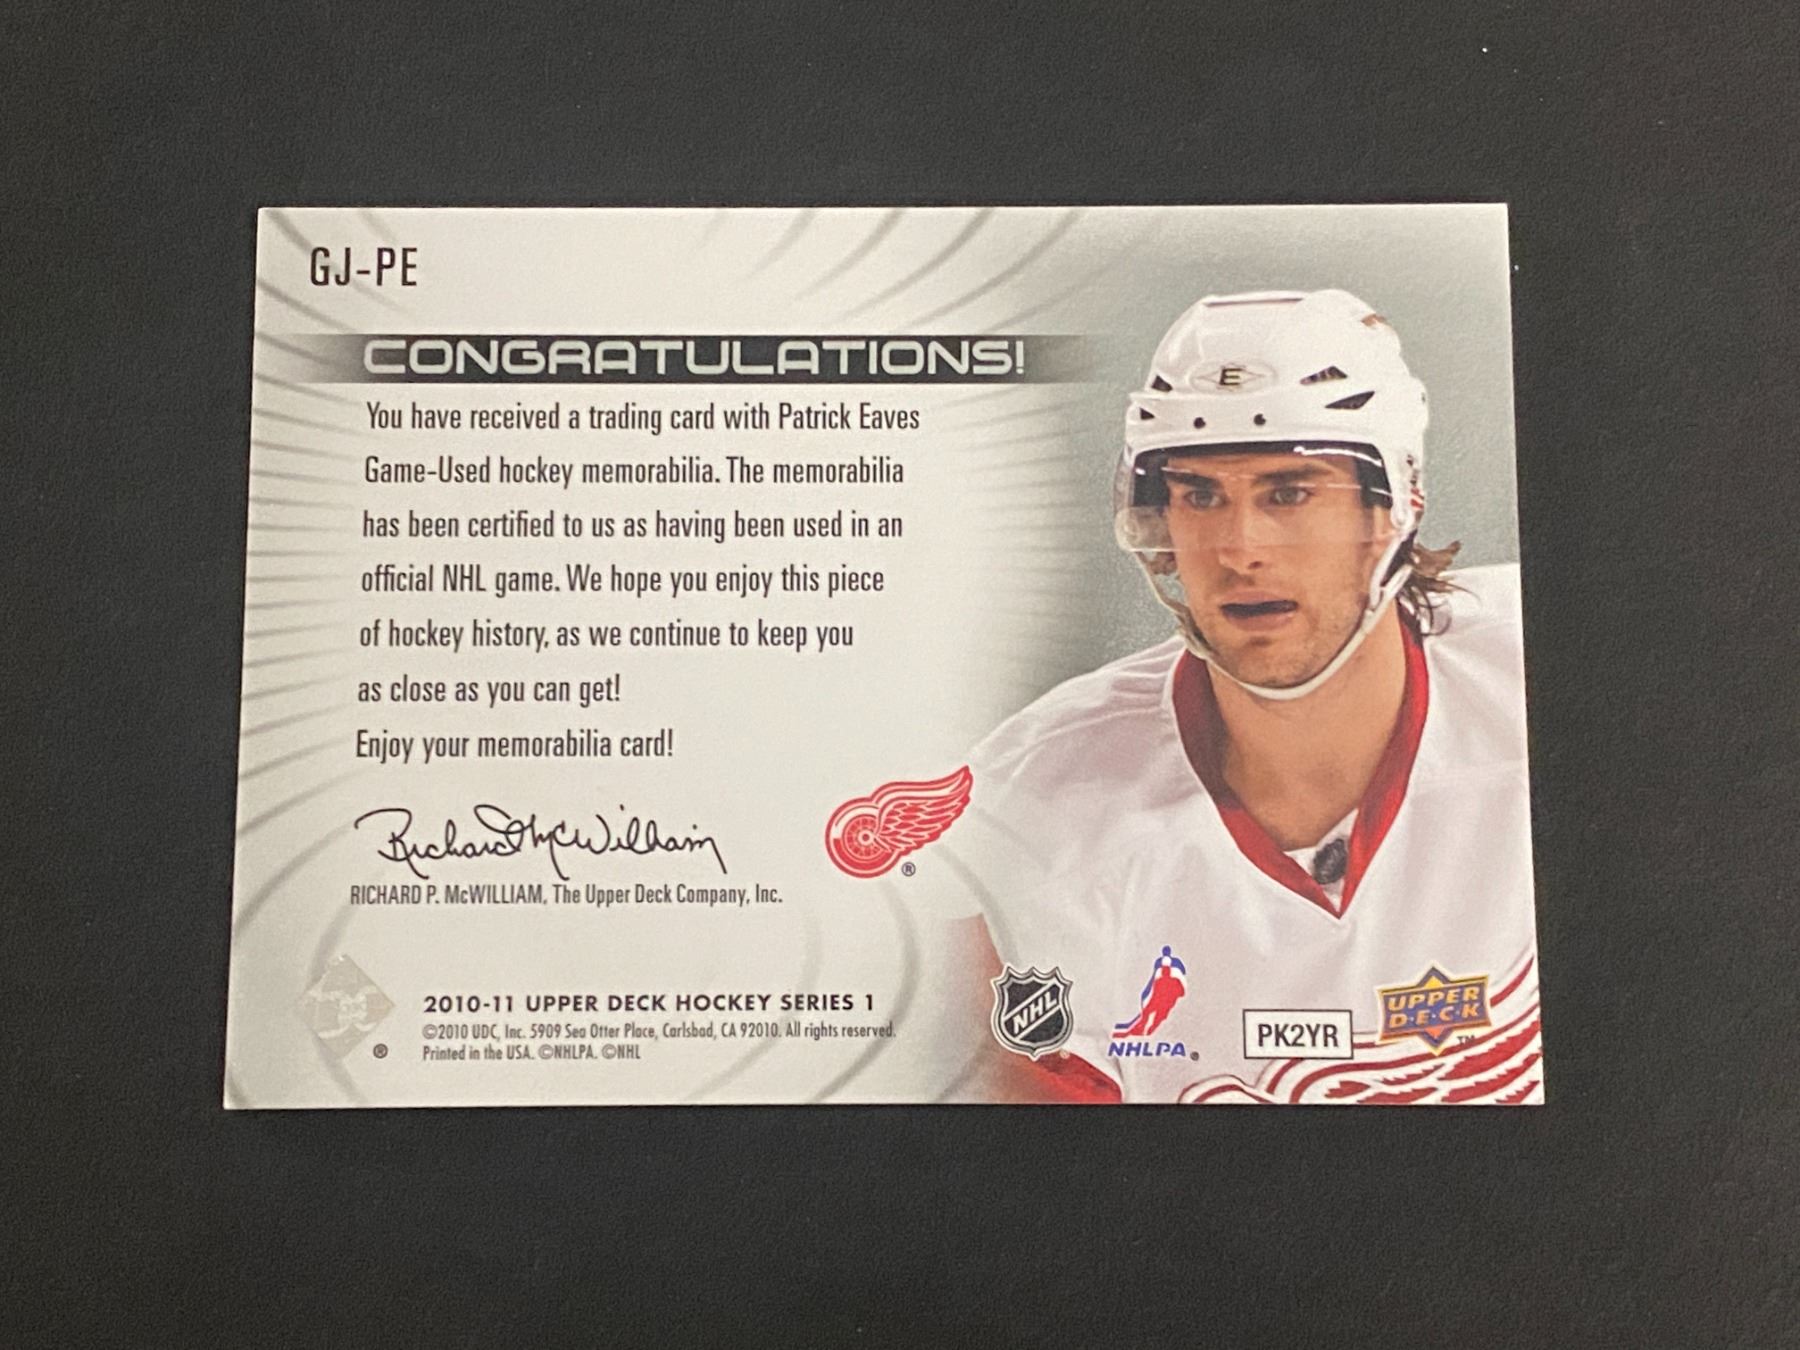 GJ-PE
CONGRATULATIONS!
You have received a trading card with Patrick Eaves
Game-Used hockey memorabilia. The memorabilia
has been certified to us as having been used in an
official NHL game. We hope you enjoy this piece
of hockey history, as we continue to keep you
as close as you can get!
Enjoy your memorabilia card!
Richard McWilliam
RICHARD P. McWILLIAM, The Upper Deck Company, Inc.
2010-11 UPPER DECK HOCKEY SERIES 1
©2010 UDC, Inc. 5909 Sea Otter Place, Carlsbad, CA 92010. All rights reserved.
Printed in the USA. ©NHLPA. ©NHL
®
®
E
NHL
®
NHLPA®
PK2YR
UPPER
D·E·C·K
TM